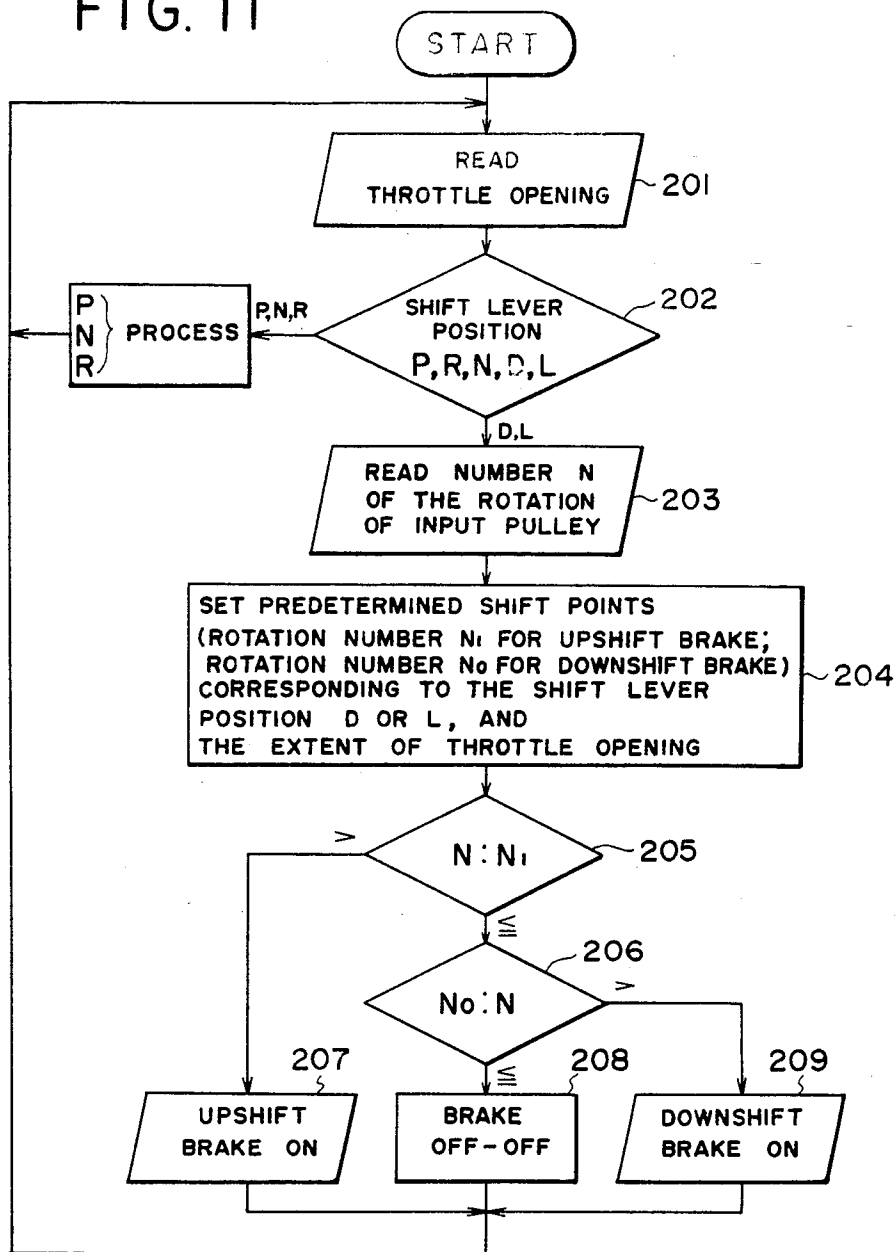 FIG. 11
START
READ
THROTTLE OPENING
201
SHIFT LEVER
POSITION
P, R, N, D, L
202
P,N,R
P
N
R
PROCESS
D,L
READ NUMBER N
OF THE ROTATION
OF INPUT PULLEY
203
SET PREDETERMINED SHIFT POINTS
(ROTATION NUMBER N₁ FOR UPSHIFT BRAKE;
ROTATION NUMBER N₀ FOR DOWNSHIFT BRAKE)
CORRESPONDING TO THE SHIFT LEVER
POSITION D OR L, AND
THE EXTENT OF THROTTLE OPENING
204
>
N : N₁
205
≦
206
N₀ : N
>
≦
207
UPSHIFT
BRAKE ON
208
BRAKE
OFF-OFF
209
DOWNSHIFT
BRAKE ON